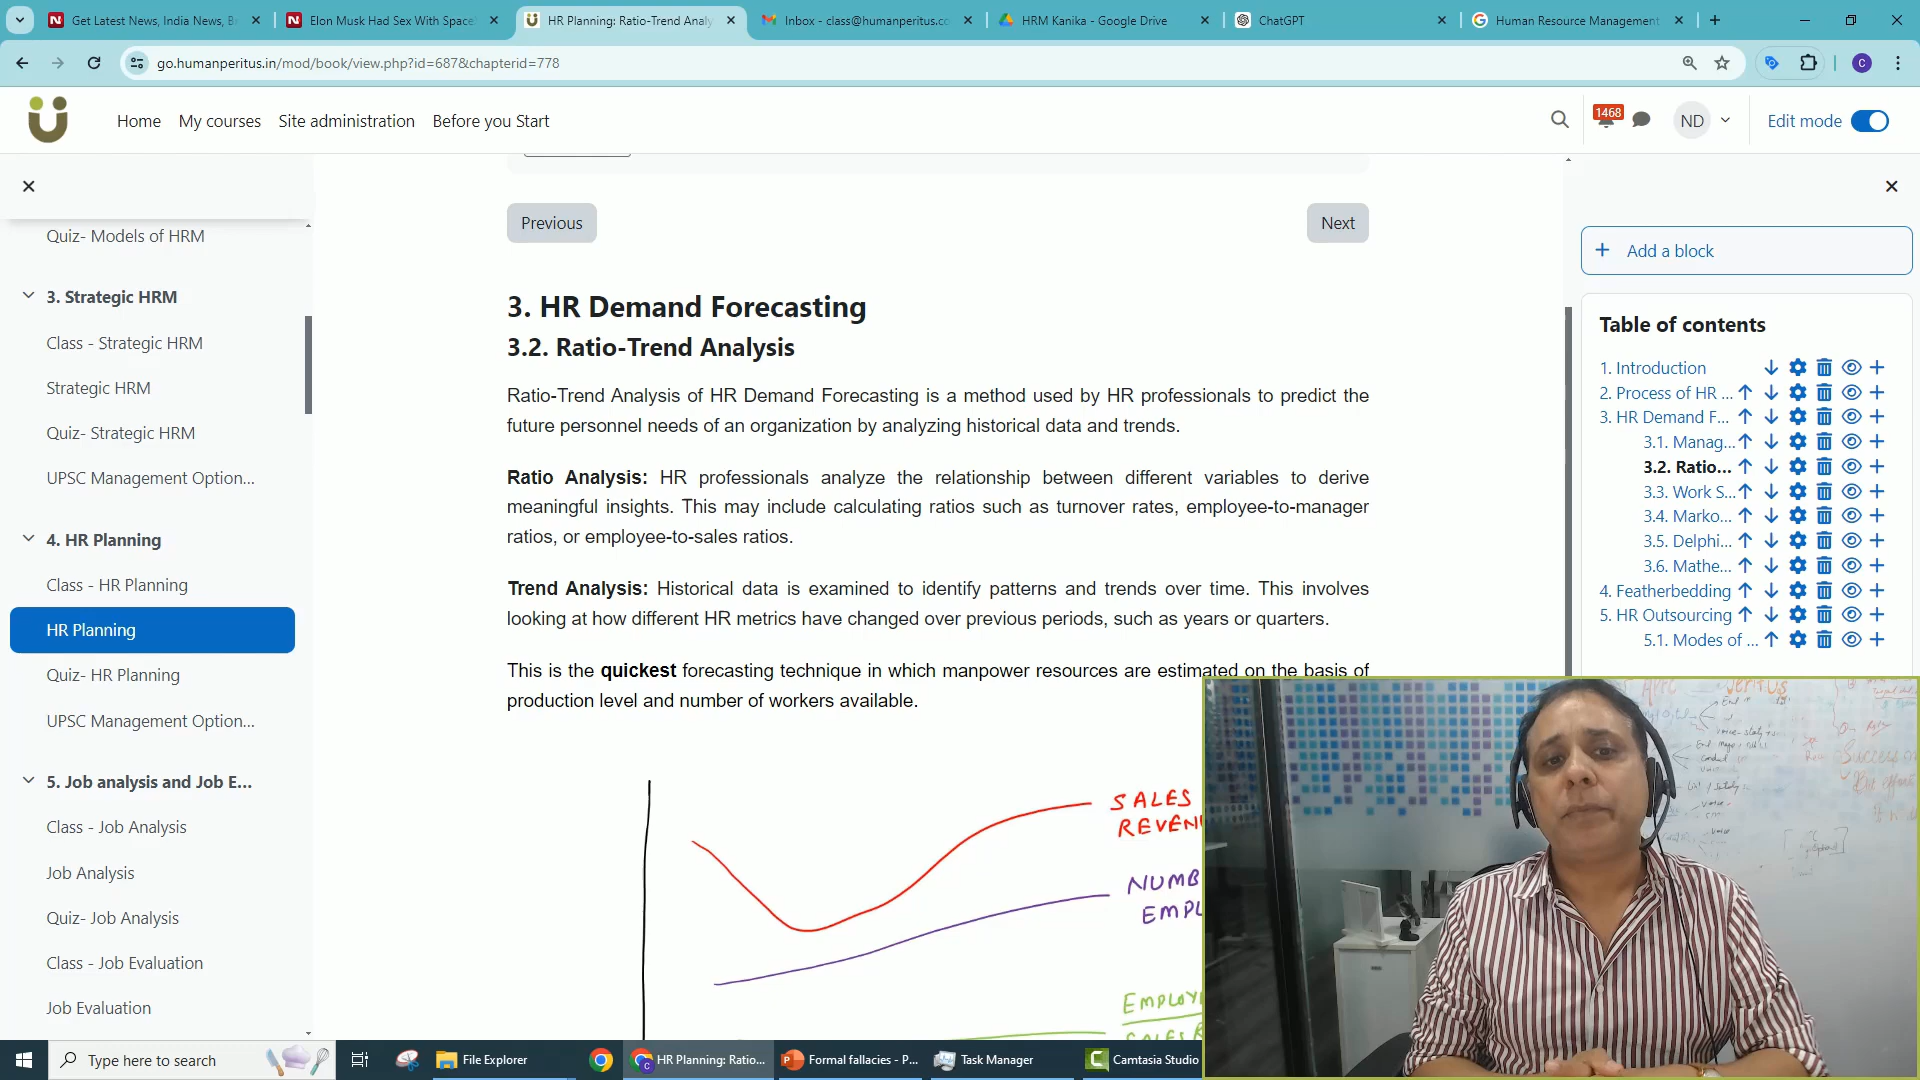 Get Latest News, India News, B
Elon Musk Had Sex With Space
HR Planning: Ratio-Trend Analy
Inbox - class@humanperitus.co
HRM Kanika - Google Drive
ChatGPT
Human Resource Management
go.humanperitus.in/mod/book/view.php?id=687&chapterid=778
C
Home
My courses
Site administration
Before you Start
1468
ND
Edit mode
Quiz- Models of HRM
3. Strategic HRM
Class - Strategic HRM
Strategic HRM
Quiz- Strategic HRM
UPSC Management Option...
4. HR Planning
Class - HR Planning
HR Planning
Quiz- HR Planning
UPSC Management Option...
5. Job analysis and Job E...
Class - Job Analysis
Job Analysis
Quiz- Job Analysis
Class - Job Evaluation
Job Evaluation
Previous
Next
3. HR Demand Forecasting
3.2. Ratio-Trend Analysis
Ratio-Trend Analysis of HR Demand Forecasting is a method used by HR professionals to predict the
future personnel needs of an organization by analyzing historical data and trends.
Ratio Analysis: HR professionals analyze the relationship between different variables to derive
meaningful insights. This may include calculating ratios such as turnover rates, employee-to-manager
ratios, or employee-to-sales ratios.
Trend Analysis: Historical data is examined to identify patterns and trends over time. This involves
looking at how different HR metrics have changed over previous periods, such as years or quarters.
This is the quickest forecasting technique in which manpower resources are estimated on the basis of
production level and number of workers available.
SALES
REVENU
NUMB
EMPL
EMPLOY
SALES R
Add a block
Table of contents
1. Introduction
2. Process of HR ...
3. HR Demand F...
3.1. Manag...
3.2. Ratio...
3.3. Work S...
3.4. Marko...
3.5. Delphi...
3.6. Mathe...
4. Featherbedding
5. HR Outsourcing
5.1. Modes of ...
Success
Type here to search
File Explorer
HR Planning: Ratio...
Formal fallacies - P...
Task Manager
Camtasia Studio